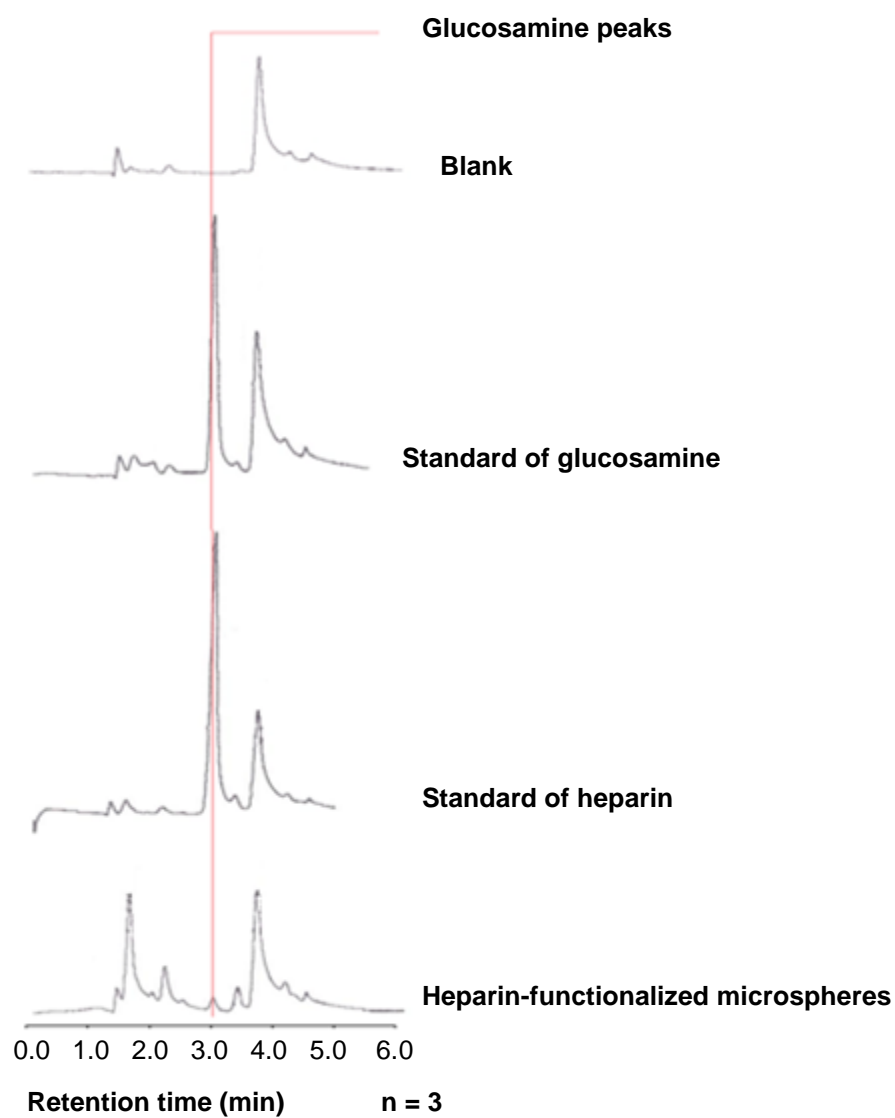 Glucosamine peaks
Blank
Standard of glucosamine
Standard of heparin
Heparin-functionalized microspheres
0.0 1.0 2.0 3.0 4.0 5.0 6.0
Retention time (min) n = 3